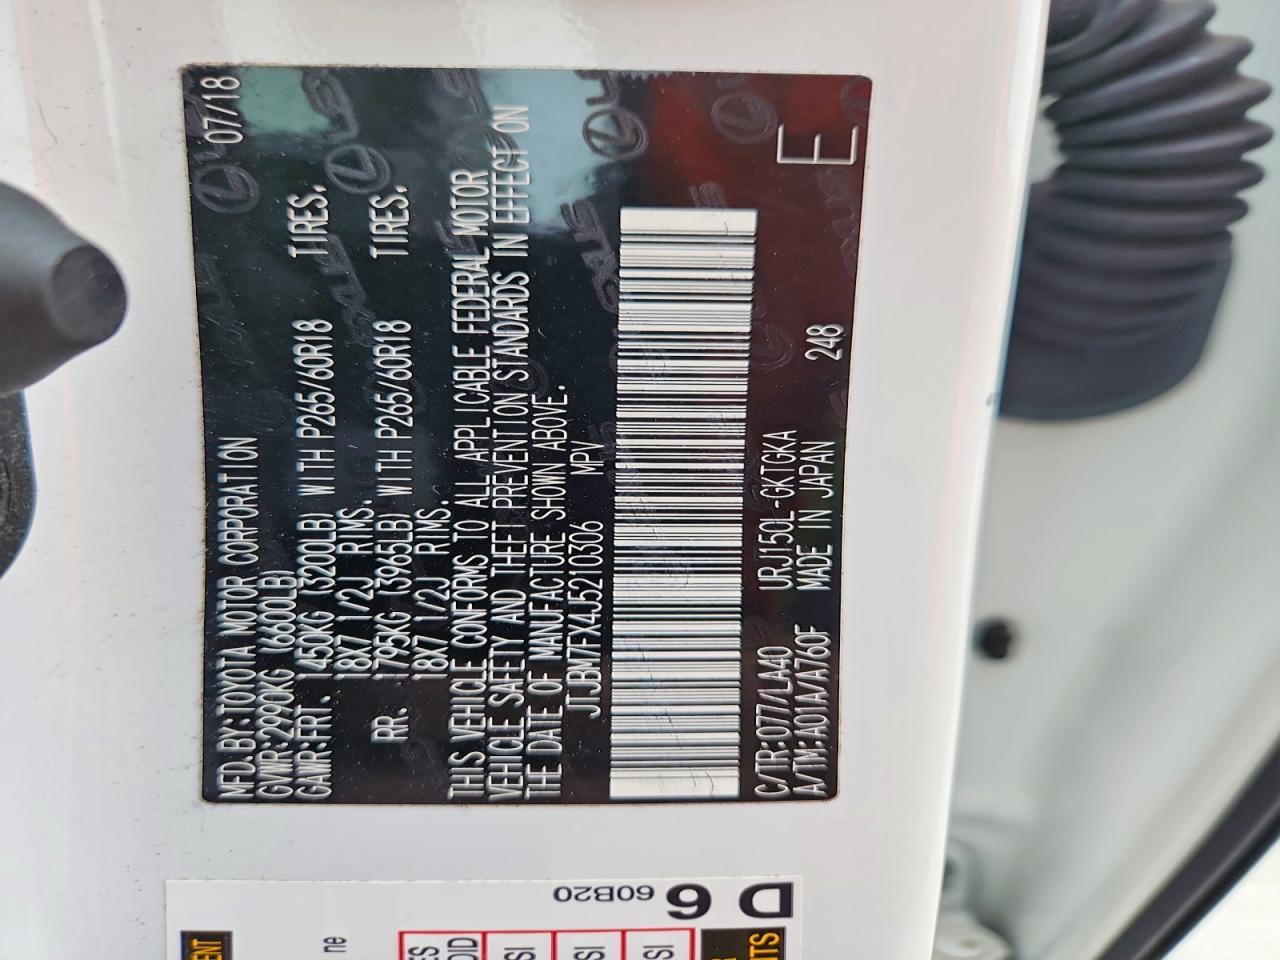 MFD.BY:TOYOTA MOTOR CORPORATION 07/18
GVWR:2990KG (6600LB)
GAWR:FRT. 1450KG (3200LB) WITH P265/60R18 TIRES.
18X7 1/2J RIMS.
RR. 1795KG (3965LB) WITH P265/60R18 TIRES.
18X7 1/2J RIMS.
THIS VEHICLE CONFORMS TO ALL APPLICABLE FEDERAL MOTOR
VEHICLE SAFETY AND THEFT PREVENTION STANDARDS IN EFFECT ON
THE DATE OF MANUFACTURE SHOWN ABOVE.
JTJBM7FX4J5210306 MPV
C/TR:077/LA40 URJ150L-GKTGKA
A/TM:A01A/A760F MADE IN JAPAN 248 E
D 6 60B20